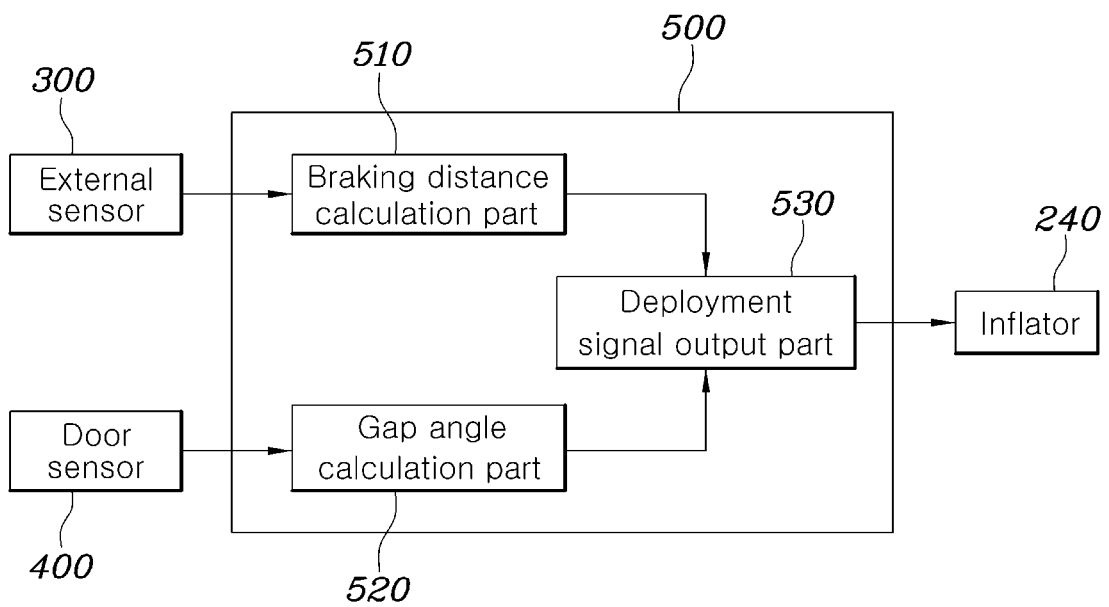 500
510
300
External
sensor
Braking distance
calculation part
530
240
Deployment
signal output part
Inflator
Door
sensor
Gap angle
calculation part
400
520